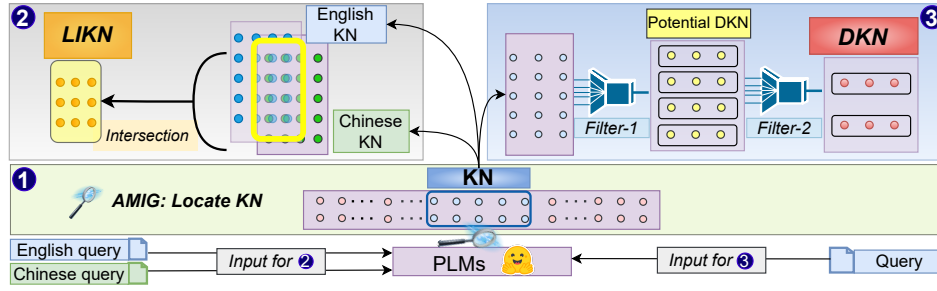 2
LIKN
Intersection
English
KN
Chinese
KN
3
Potential DKN
DKN
Filter-1
Filter-2
1
AMIG: Locate KN
KN
English query
Chinese query
Input for 2
PLMs
Input for 3
Query